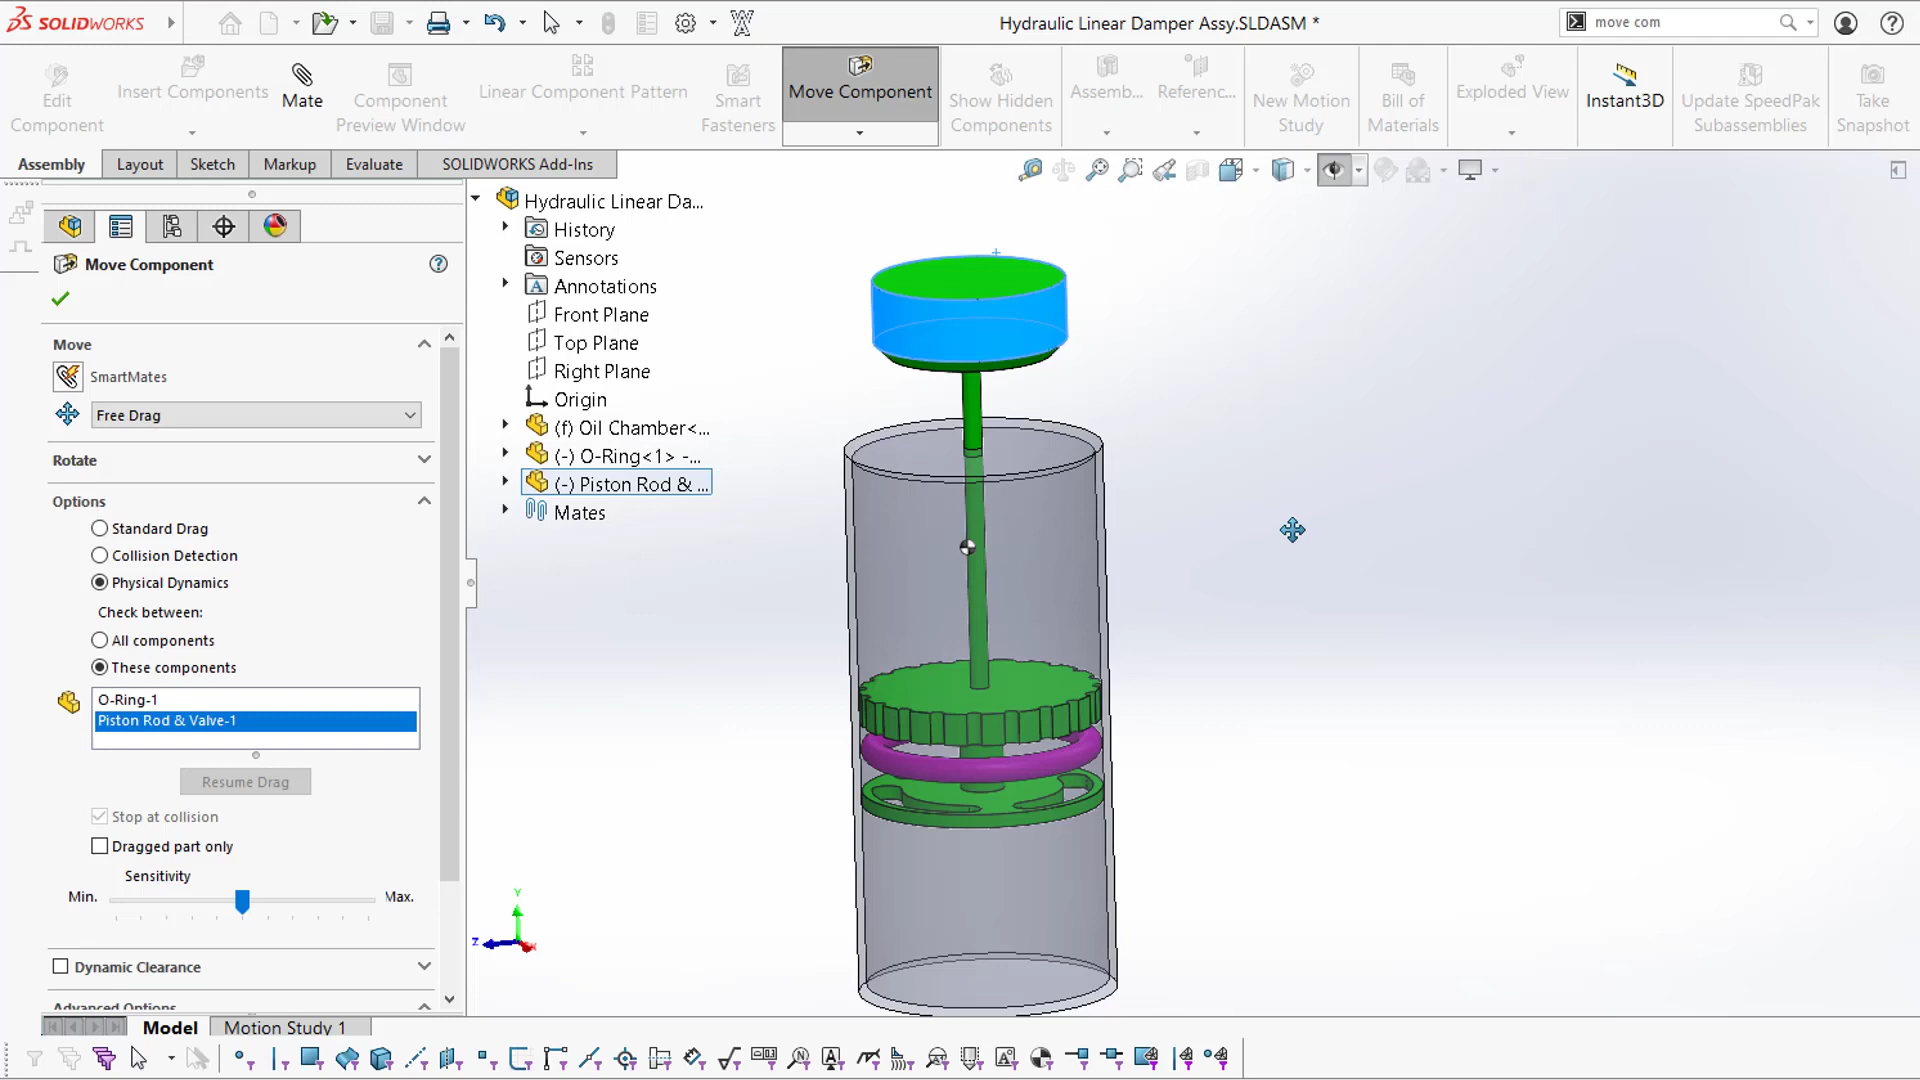 SOLIDWORKS
Hydraulic Linear Damper Assy.SLDASM *
move com
Edit Component
Insert Components
Mate
Component Preview Window
Linear Component Pattern
Smart Fasteners
Move Component
Show Hidden Components
Assemb...
Referenc...
New Motion Study
Bill of Materials
Exploded View
Instant3D
Update SpeedPak Subassemblies
Take Snapshot
Assembly
Layout
Sketch
Markup
Evaluate
SOLIDWORKS Add-Ins
Hydraulic Linear Da...
History
Sensors
Annotations
Front Plane
Top Plane
Right Plane
Origin
(f) Oil Chamber<...
(-) O-Ring<1> -...
(-) Piston Rod & ...
Mates
Move Component
Move
SmartMates
Free Drag
Rotate
Options
Standard Drag
Collision Detection
Physical Dynamics
Check between:
All components
These components
O-Ring-1
Piston Rod & Valve-1
Resume Drag
Stop at collision
Dragged part only
Sensitivity
Min.
Max.
Dynamic Clearance
Advanced Options
Y
Z
Model
Motion Study 1